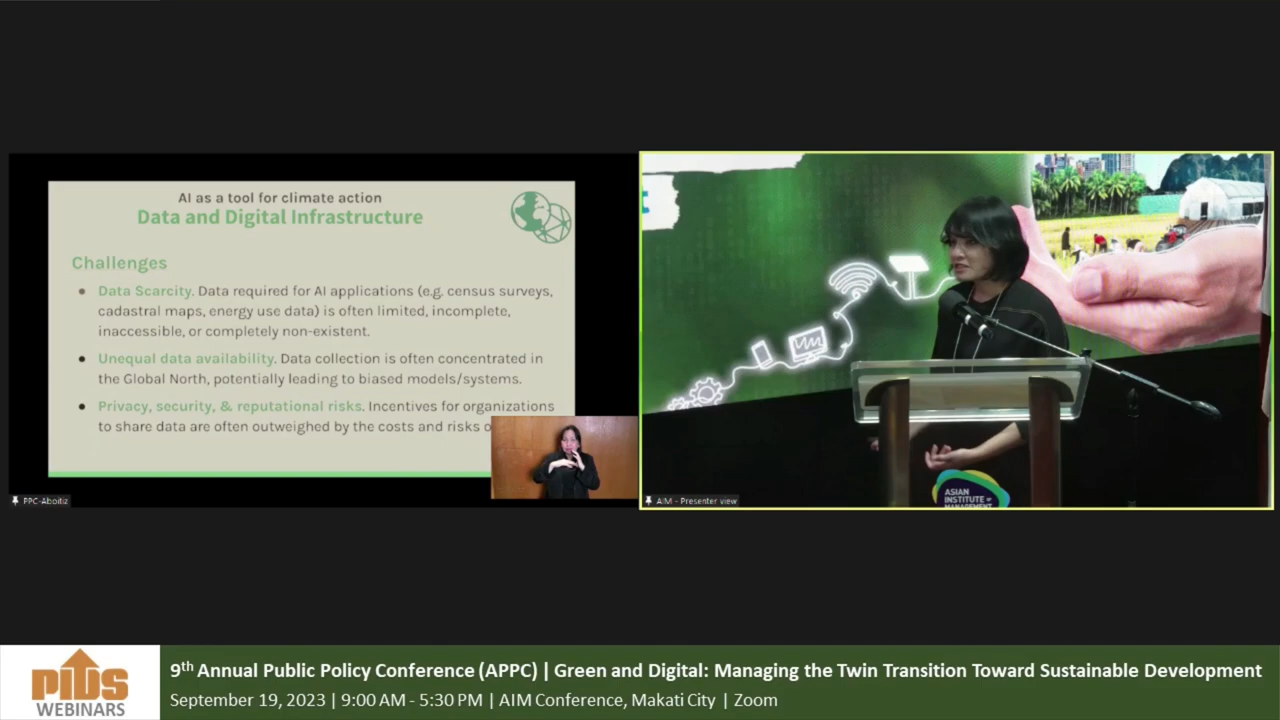 AI as a tool for climate action
Data and Digital Infrastructure
Challenges
• Data Scarcity. Data required for AI applications (e.g. census surveys,
cadastral maps, energy use data) is often limited, incomplete,
inaccessible, or completely non-existent.
• Unequal data availability. Data collection is often concentrated in
the Global North, potentially leading to biased models/systems.
• Privacy, security, & reputational risks. Incentives for organizations
to share data are often outweighed by the costs and risks
PPC-Aboitiz
ASIAN
INSTITUTE OF
MANAGEMENT
AIM - Presenter view
PIDS
WEBINARS
9th Annual Public Policy Conference (APPC) | Green and Digital: Managing the Twin Transition Toward Sustainable Development
September 19, 2023 | 9:00 AM - 5:30 PM | AIM Conference, Makati City | Zoom